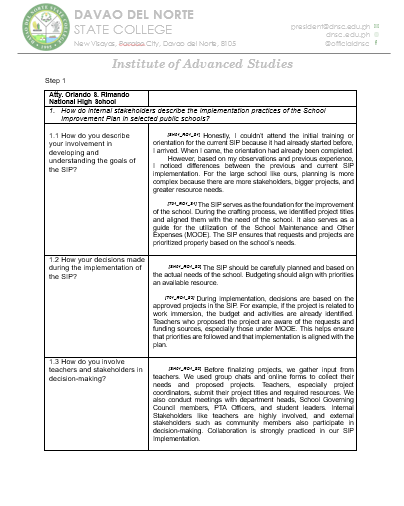 DAVAO DEL NORTE
STATE COLLEGE
New Visayas, Panabo City, Davao del Norte, 8105
president@dnsc.edu.ph
dnsc.edu.ph
@officialdnsc
Institute of Advanced Studies
Step 1
Atty. Orlando S. Rimando
National High School
1. How do internal stakeholders describe the implementation practices of the School
Improvement Plan in selected public schools?
1.1 How do you describe
your involvement in
developing and
understanding the goals of
the SIP?
Honestly, I couldn't attend the initial training or
orientation for the current SIP because it had already started before
I arrived. When I came, the orientation had already been completed.
However, based on my observations and previous experience,
I noticed differences between the previous and current SIP
implementation. For the large school like ours, planning is more
complex because there are more stakeholders, bigger projects, and
greater resource needs.
The SIP serves as the foundation for the improvement
of the school. During the crafting process, we identified project titles
and aligned them with the need of the school. It also serves as a
guide for the utilization of the School Maintenance and Other
Expenses (MOOE). The SIP ensures that requests and projects are
prioritized properly based on the school's needs.
1.2 How your decisions made
during the implementation of
the SIP?
The SIP should be carefully planned and based on
the actual needs of the school. Budgeting should align with priorities
an available resource.
During implementation, decisions are based on the
approved projects in the SIP. For example, if the project is related to
work immersion, the budget and activities are already identified.
Teachers who proposed the project are aware of the requests and
funding sources, especially those under MOOE. This helps ensure
that priorities are followed and that implementation is aligned with the
plan.
1.3 How do you involve
teachers and stakeholders in
decision-making?
Before finalizing projects, we gather input from
teachers. We used group chats and online forms to collect their
needs and proposed projects. Teachers, especially project
coordinators, submit their project titles and required resources. We
also conduct meetings with department heads, School Governing
Council members, PTA Officers, and student leaders. Internal
Stakeholders like teachers are highly involved, and external
stakeholders such as community members also participate in
decision-making. Collaboration is strongly practiced in our SIP
Implementation.